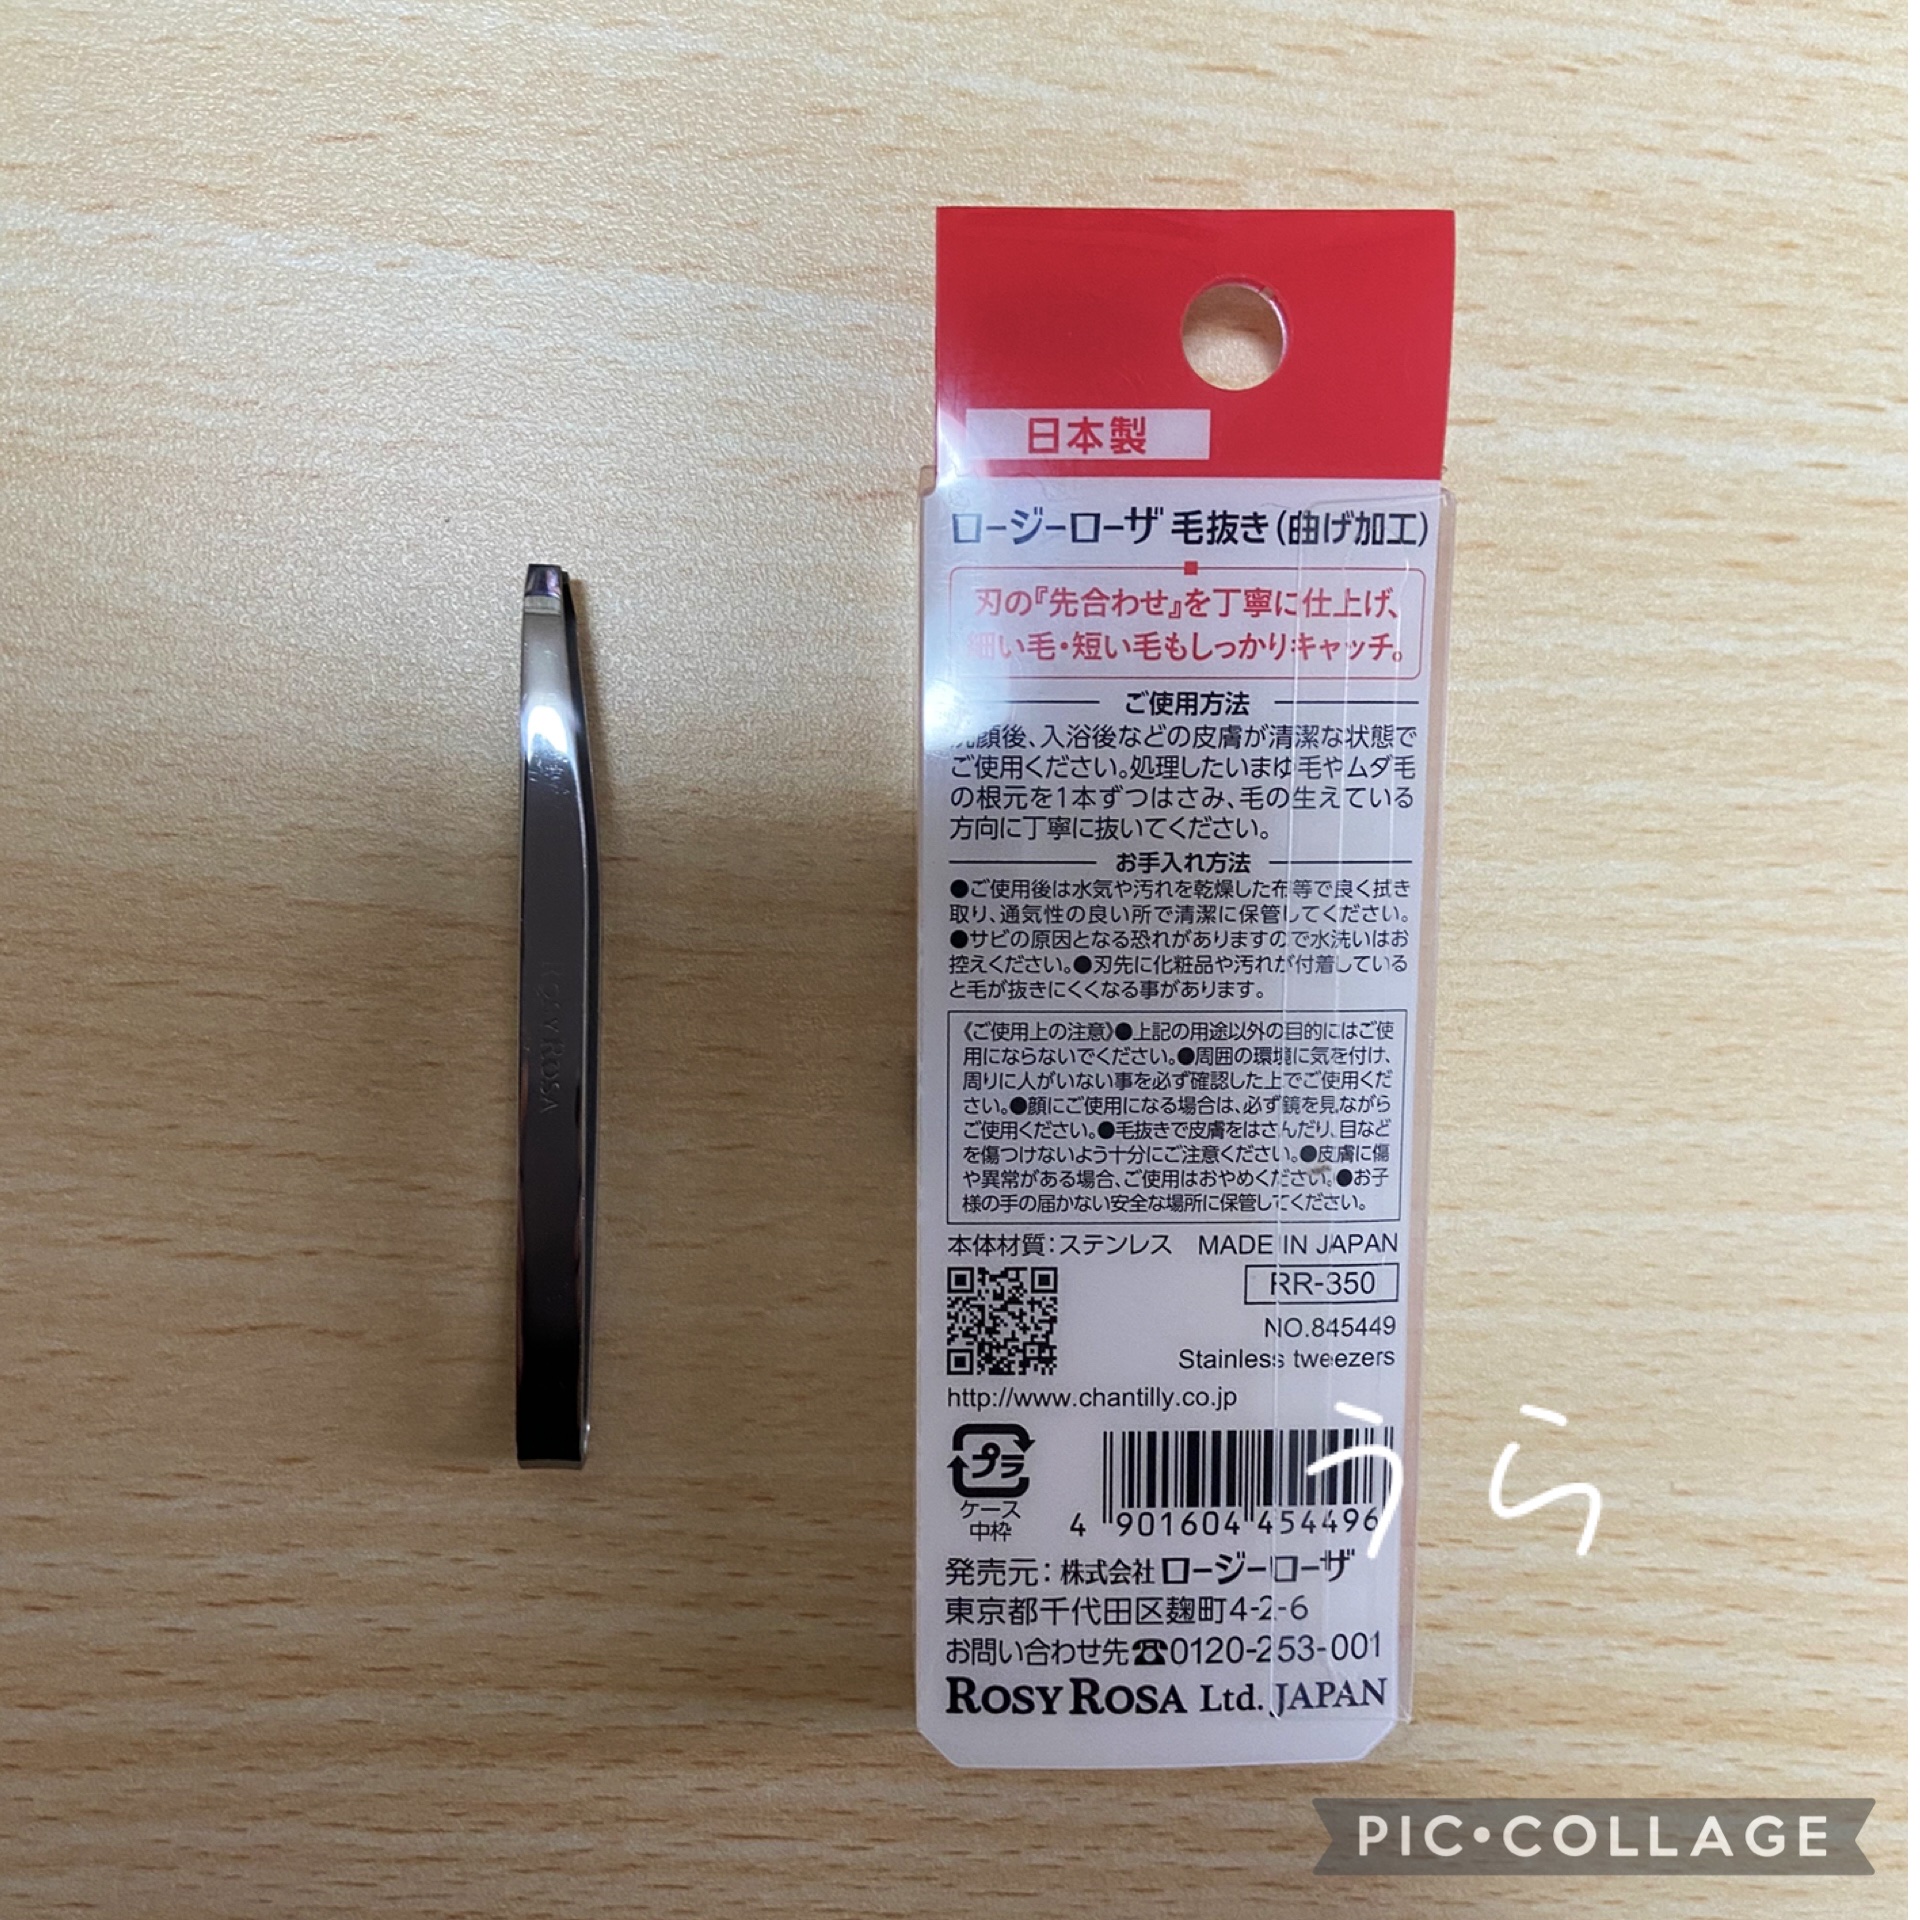 日本製
ロージーローザ 毛抜き(曲げ加工)
刃の『先合わせ』を丁寧に仕上げ、
細い毛・短い毛もしっかりキャッチ。
ご使用方法
洗顔後、入浴後などの皮膚が清潔な状態で
ご使用ください。処理したいまゆ毛やムダ毛
の根元を1本ずつはさみ、毛の生えている
方向に丁寧に抜いてください。
お手入れ方法
●ご使用後は水気や汚れを乾燥した布等で良く拭き
取り、通気性の良い所で清潔に保管してください。
●サビの原因となる恐れがありますので水洗いはお
控えください。●刃先に化粧品や汚れが付着している
と毛が抜きにくくなる事があります。
《ご使用上の注意》●上記の用途以外の目的にはご使
用にならないでください。●周囲の環境に気を付け、
周りに人がいない事を必ず確認した上でご使用くだ
さい。●顔にご使用になる場合は、必ず鏡を見ながら
ご使用ください。●毛抜きで皮膚をはさんだり、目など
を傷つけないよう十分にご注意ください。●皮膚に傷
や異常がある場合、ご使用はおやめください。●お子
様の手の届かない安全な場所に保管してください。
本体材質:ステンレス MADE IN JAPAN
RR-350
NO.845449
Stainless tweezers
http://www.chantilly.co.jp
プラ
ケース
中枠
4 901604 454496
うら
発売元:株式会社ロージーローザ
東京都千代田区麹町4-2-6
お問い合わせ先☎0120-253-001
ROSY ROSA Ltd. JAPAN
ROSY ROSA
PIC•COLLAGE